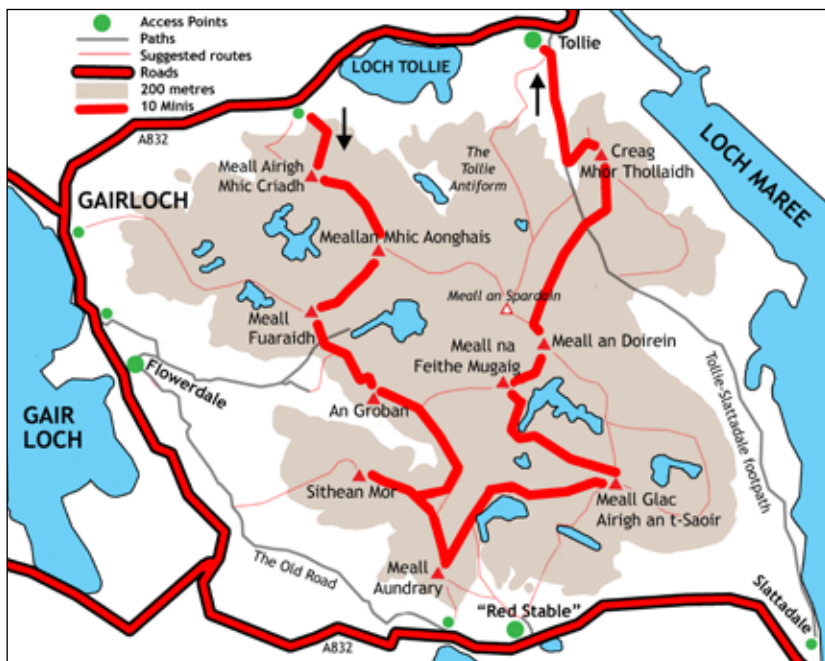 Access Points
Paths
Suggested routes
Roads
200 metres
10 Minis
A832
LOCH TOLLIE
Tollie
LOCH MAREE
Creag
Mhor Thollaidh
The
Tollie
Antiform
Meall Airigh
Mhic Criadh
GAIRLOCH
Meallan Mhic Aonghais
Meall an Spardain
Meall
Fuaraidh
Meall na
Feithe Mugaig
Meall an Doirein
Flowerdale
GAIR
LOCH
An Groban
Tollie-Slattadale footpath
Sithean Mor
Meall Glac
Airigh an t-Saoir
The Old Road
Meall
Aundrary
"Red Stable"
Slattadale
A832